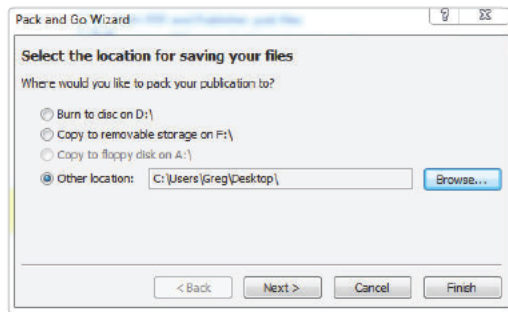 Pack and Go Wizard
Select the location for saving your files
Where would you like to pack your publication to?
Burn to disc on D:\
Copy to removable storage on F:\
Copy to floppy disk on A:\
Other location: C:\Users\Greg\Desktop\ Browse...
< Back Next > Cancel Finish